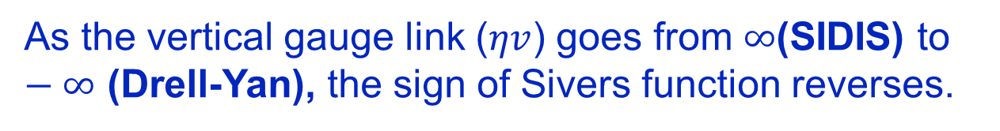 As the vertical gauge link (𝜂𝑣) goes from ∞(SIDIS) to
− ∞ (Drell-Yan), the sign of Sivers function reverses.